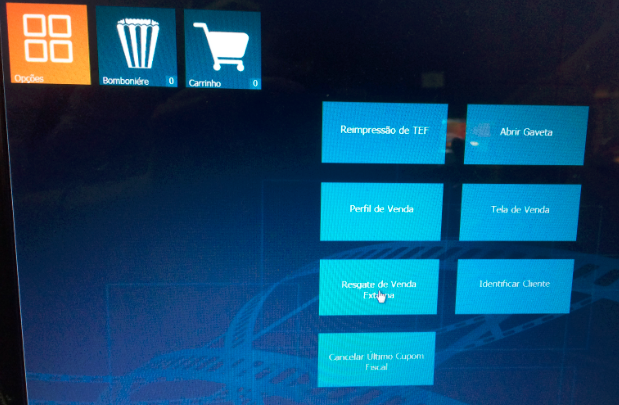 Opções
Bomboniére 0
Carrinho 0
Reimpressão de TEF
Abrir Gaveta
Perfil de Venda
Tela de Venda
Resgate de Venda
Externa
Identificar Cliente
Cancelar Último Cupom
Fiscal